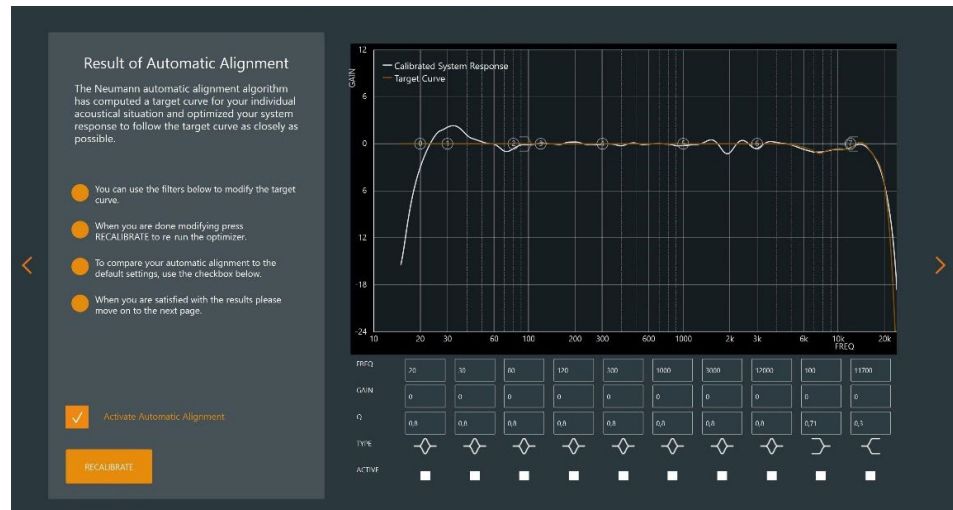 Result of Automatic Alignment
The Neumann automatic alignment algorithm
has computed a target curve for your individual
acoustical situation and optimized your system
response to follow the target curve as closely as
possible.
You can use the filters below to modify the target
curve.
When you are done modifying press
RECALIBRATE to re run the optimizer.
To compare your automatic alignment to the
default settings, use the checkbox below.
When you are satisfied with the results please
move on to the next page.
Activate Automatic Alignment
RECALIBRATE
GAIN
12
6
0
6
12
-18
-24
Calibrated System Response
Target Curve
10 20 30 60 100 200 300 600 1000 2k 3k 6k 10k 20k
FREQ
FREQ 20 30 80 120 300 1000 3000 12000 100 11700
GAIN 0 0 0 0 0 0 0 0 0 0
Q 0,8 0,8 0,8 0,8 0,8 0,8 0,8 0,8 0,71 0,3
TYPE
ACTIVE